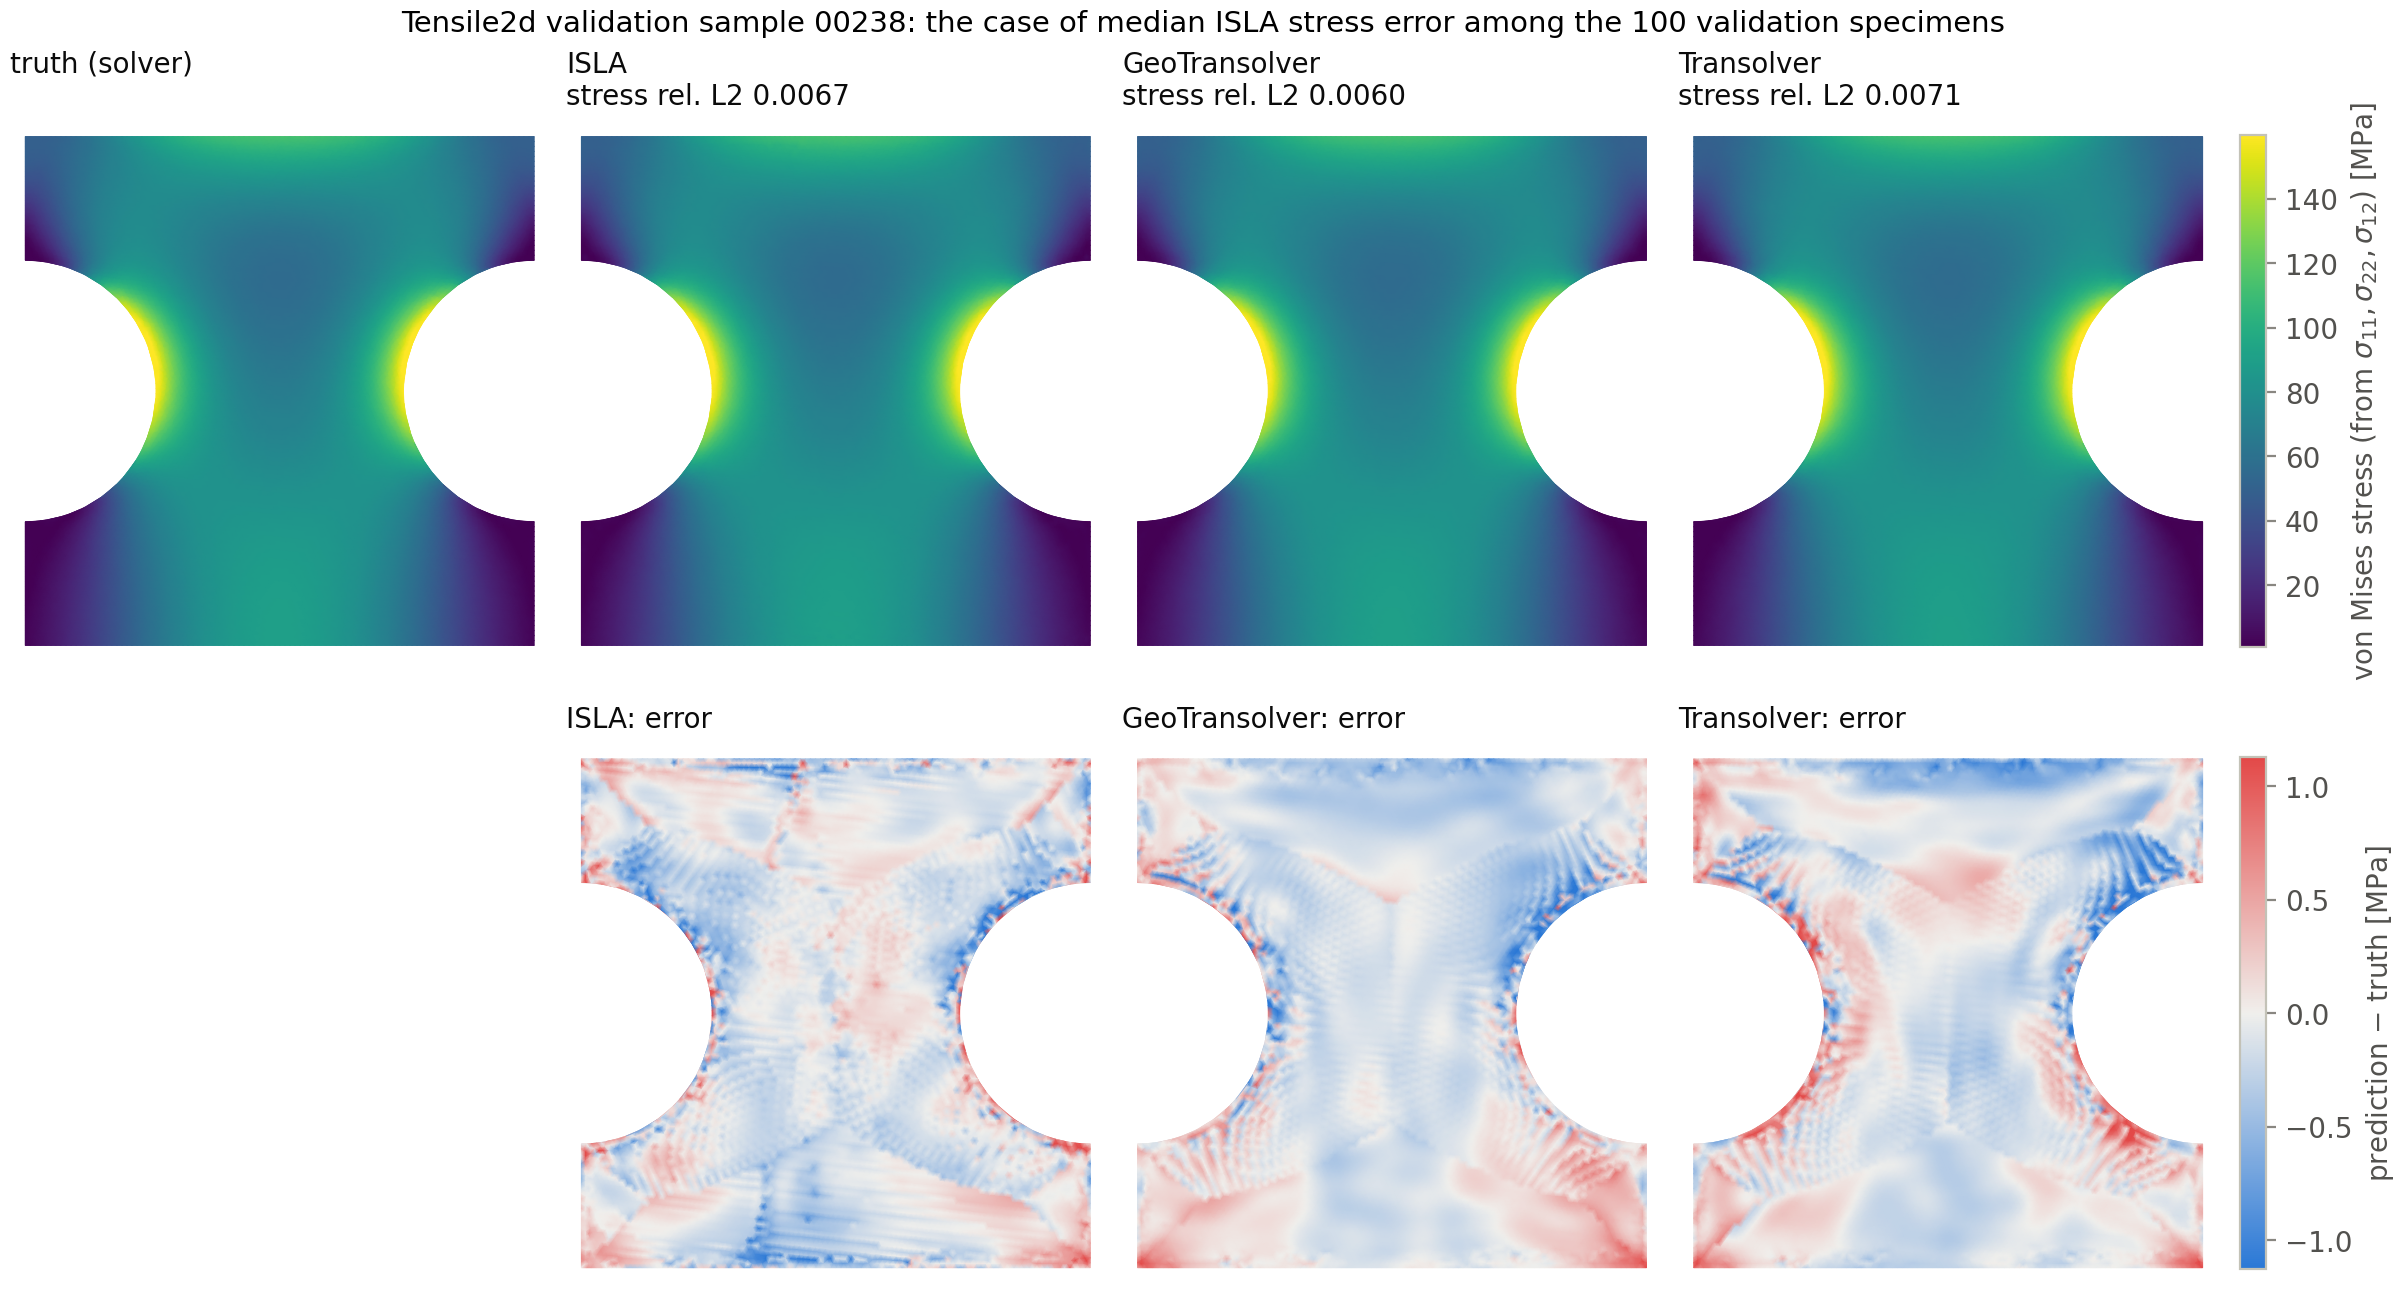 Tensile2d validation sample 00238: the case of median ISLA stress error among the 100 validation specimens
truth (solver)
ISLA
stress rel. L2 0.0067
GeoTransolver
stress rel. L2 0.0060
Transolver
stress rel. L2 0.0071
140
120
100
80
60
40
20
von Mises stress (from σ₁₁, σ₂₂, σ₁₂) [MPa]
ISLA: error
GeoTransolver: error
Transolver: error
1.0
0.5
0.0
−0.5
−1.0
prediction − truth [MPa]